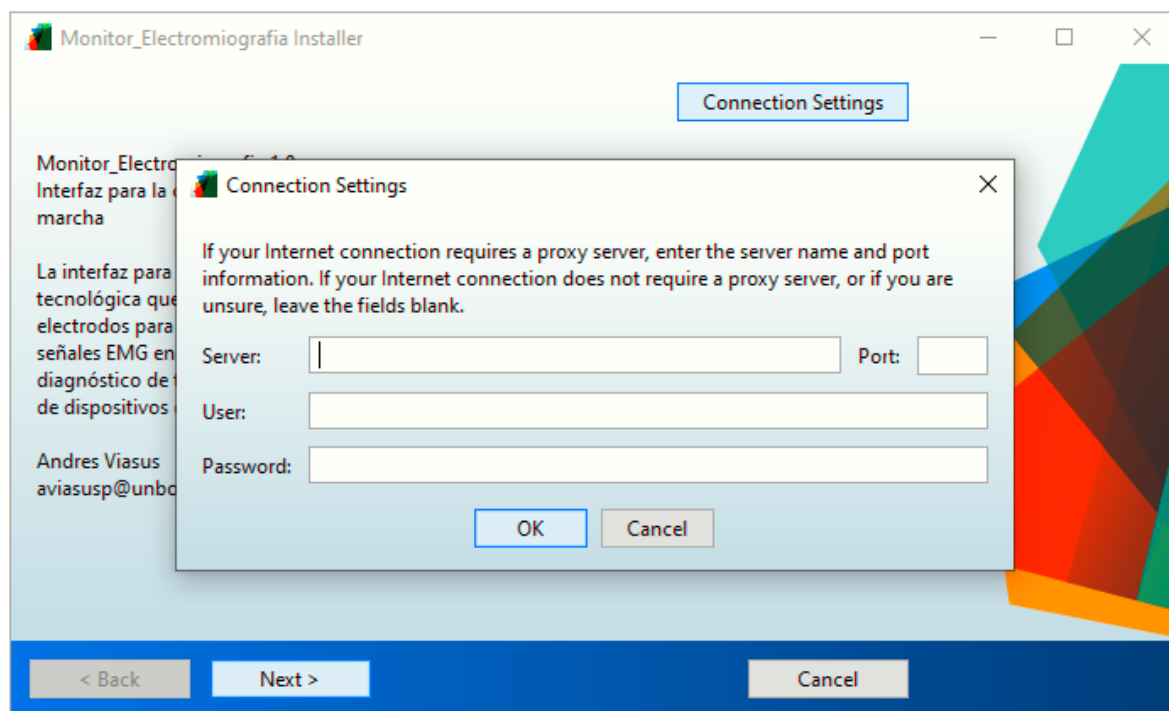 Monitor_Electromiografia Installer
Connection Settings
Monitor_Electro
Interfaz para la
marcha
La interfaz para
tecnológica que
electrodos para
señales EMG en
diagnóstico de
de dispositivos
Andres Viasus
aviasusp@unbo
Connection Settings
If your Internet connection requires a proxy server, enter the server name and port
information. If your Internet connection does not require a proxy server, or if you are
unsure, leave the fields blank.
Server: Port:
User:
Password:
OK Cancel
< Back Next > Cancel